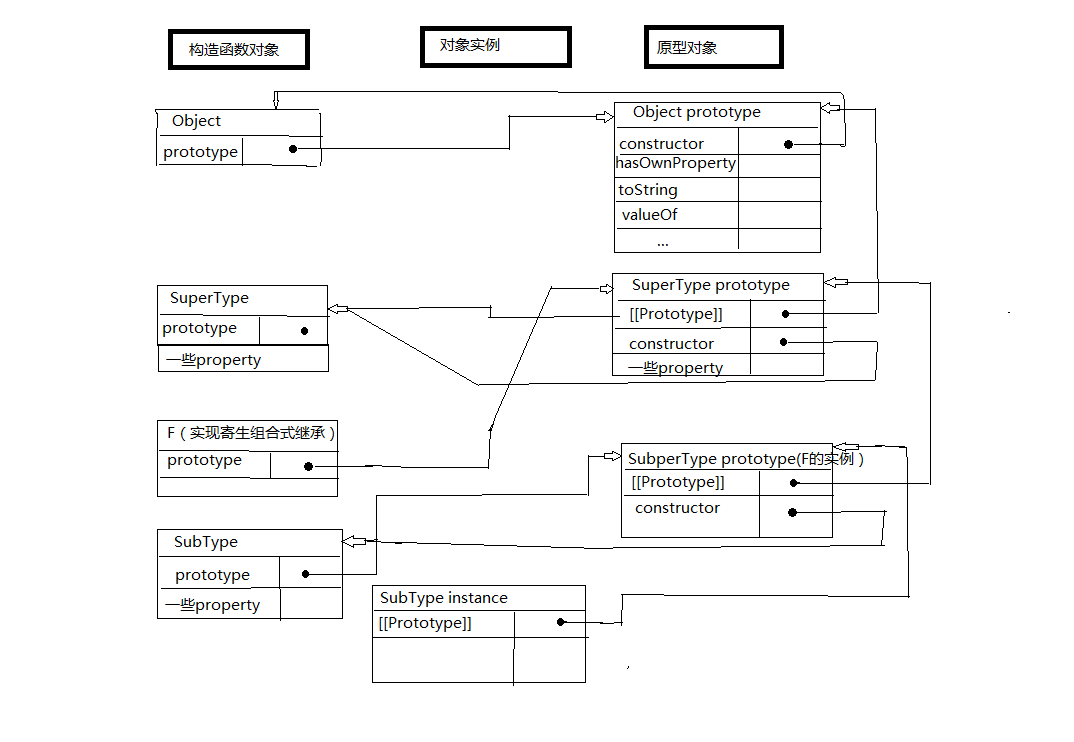 构造函数对象
对象实例
原型对象
Object
prototype
Object prototype
constructor
hasOwnProperty
toString
valueOf
...
SuperType
prototype
一些property
SuperType prototype
[[Prototype]]
constructor
一些property
F（实现寄生组合式继承）
prototype
SubperType prototype(F的实例）
[[Prototype]]
constructor
SubType
prototype
一些property
SubType instance
[[Prototype]]